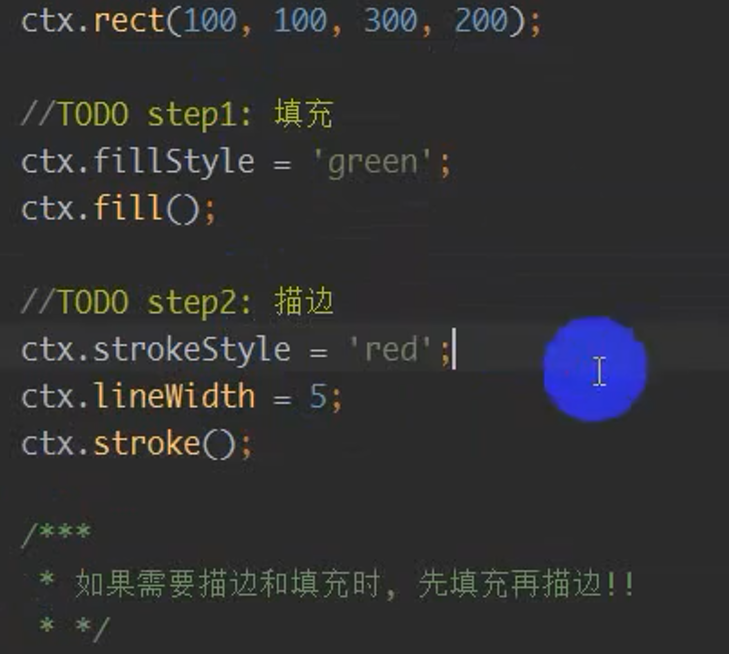 ctx.rect(100, 100, 300, 200);
//TODO step1: 填充
ctx.fillStyle = 'green';
ctx.fill();
//TODO step2: 描边
ctx.strokeStyle = 'red';
ctx.lineWidth = 5;
ctx.stroke();
/***
* 如果需要描边和填充时, 先填充再描边!!
* */